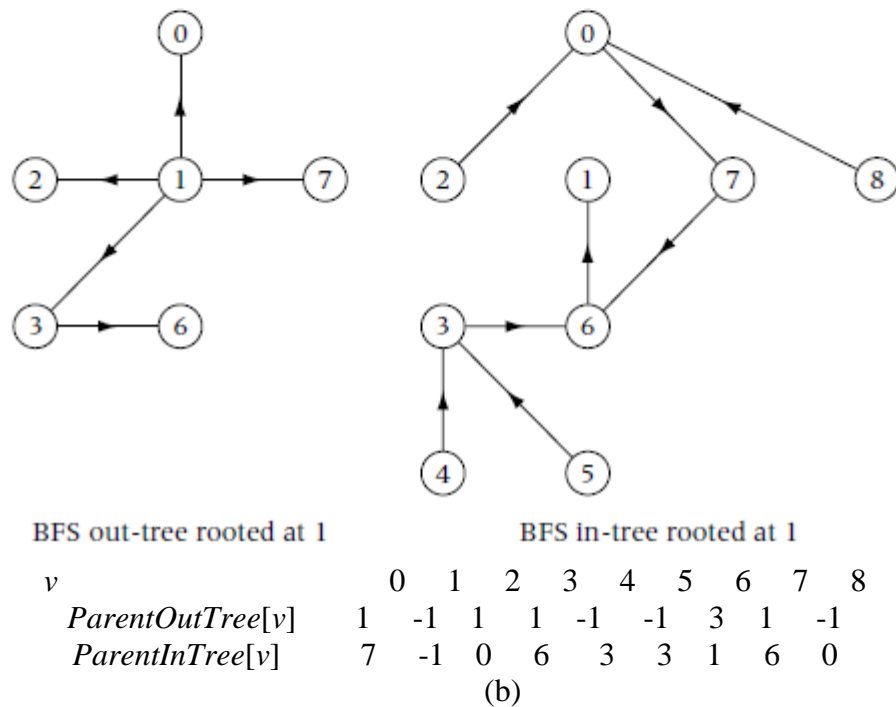 0
2 1 7
3 6
0
2 1 7 8
3 6
4 5
BFS out-tree rooted at 1 BFS in-tree rooted at 1
v 0 1 2 3 4 5 6 7 8
ParentOutTree[v] 1 -1 1 1 -1 -1 3 1 -1
ParentInTree[v] 7 -1 0 6 3 3 1 6 0
(b)